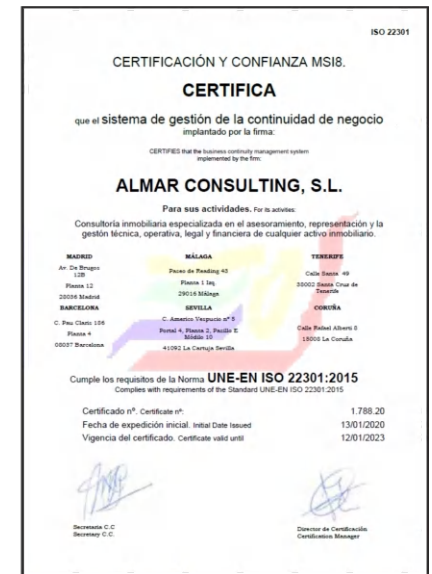 ISO 22301
CERTIFICACIÓN Y CONFIANZA MSI8.
CERTIFICA
que el sistema de gestión de la continuidad de negocio
implantado por la firma:
CERTIFIES that the business continuity management system
implemented by the firm:
ALMAR CONSULTING, S.L.
Para sus actividades. For its activities:
Consultoría inmobiliaria especializada en el asesoramiento, representación y la
gestión técnica, operativa, legal y financiera de cualquier activo inmobiliario.
MADRID
Av. De Brugos
12B
Planta 12
28036 Madrid
MÁLAGA
Paseo de Reading 43
Planta 1 Izq
29016 Málaga
TENERIFE
Calle Santa 49
38002 Santa Cruz de
Tenerife
BARCELONA
C. Pau Claris 106
Planta 4
08037 Barcelona
SEVILLA
C. Americo Vespucio nº 5
Portal 4, Planta 2, Pasillo E
Módulo 10
41092 La Cartuja Sevilla
CORUÑA
Calle Rafael Alberti 8
15008 La Coruña
Cumple los requisitos de la Norma UNE-EN ISO 22301:2015
Complies with requirements of the Standard UNE-EN ISO 22301:2015
Certificado nº. Certificate nº: 1.788.20
Fecha de expedición inicial. Initial Date Issued 13/01/2020
Vigencia del certificado. Certificate valid until 12/01/2023
Secretaria C.C
Secretary C.C.
Director de Certificación
Certification Manager